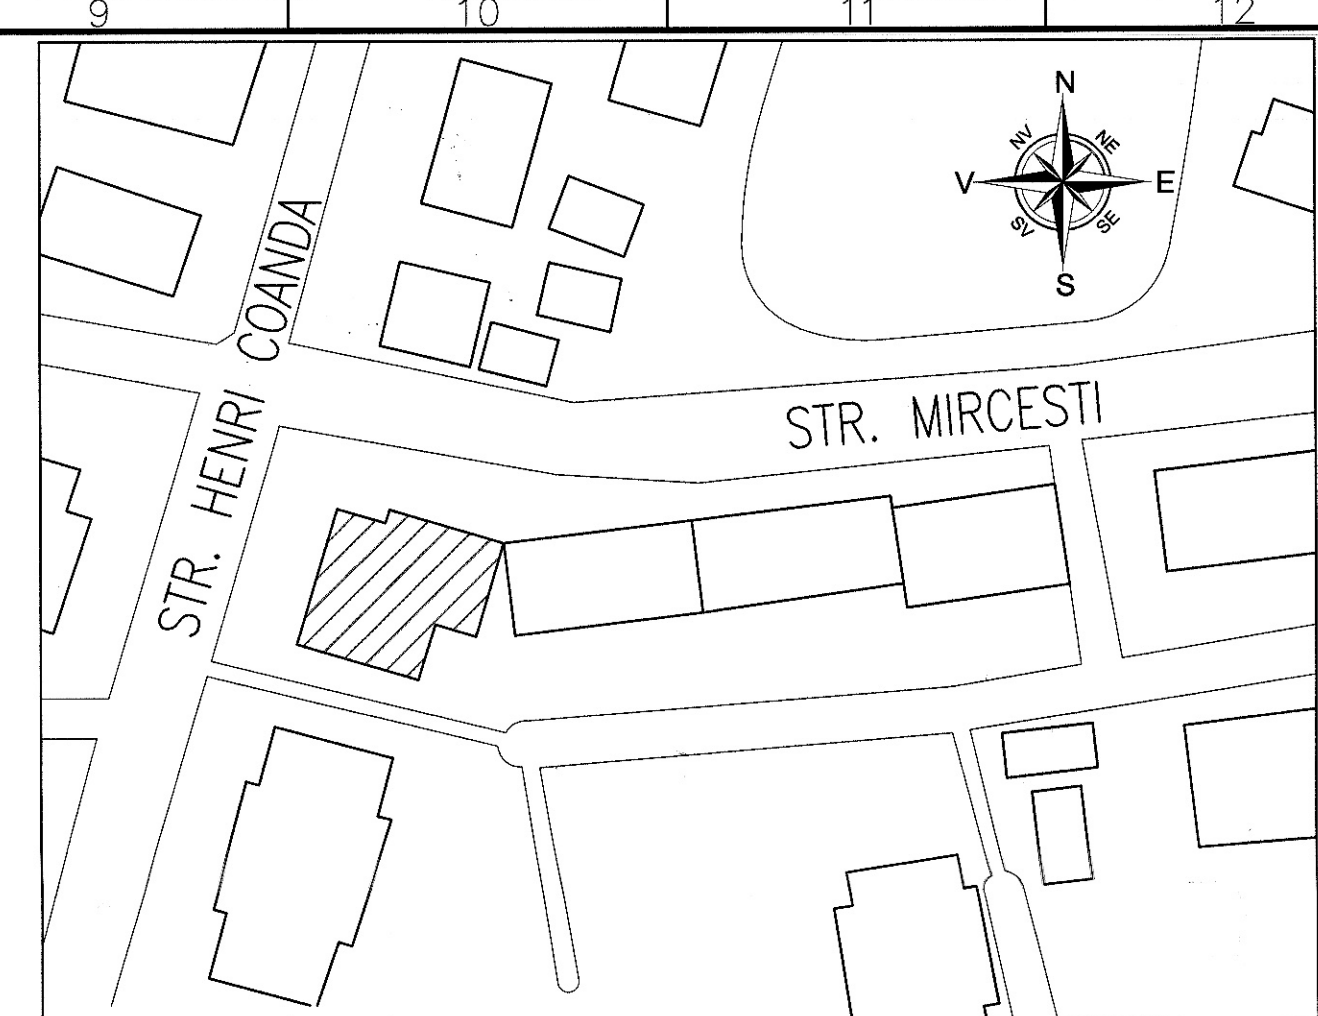 9 10 11 12
N
NV NE
V E
SV SE
S
STR. HENRI COANDA
STR. MIRCESTI